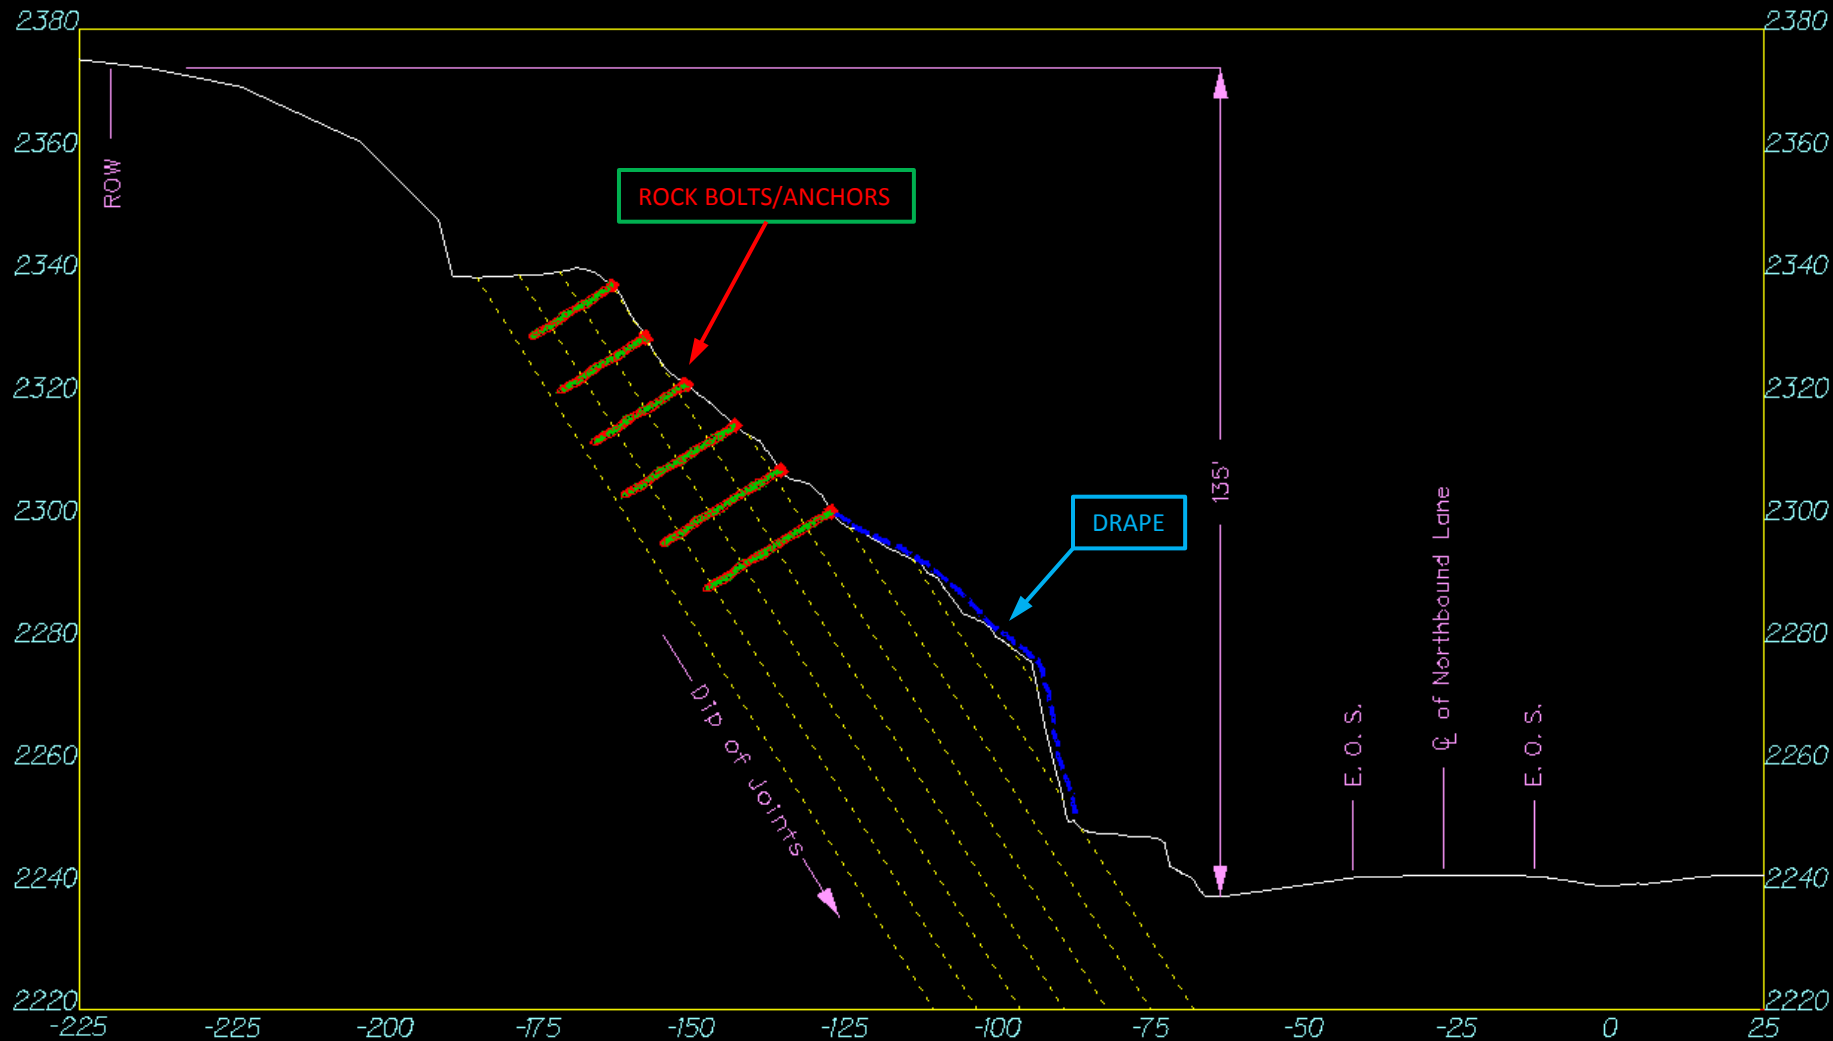 2380
2380
2360
2360
ROW
ROCK BOLTS/ANCHORS
2340
2340
2320
2320
135'
2300
2300
DRAPE
℄ of Northbound Lane
2280
2280
Dip of Joints
E. O. S.
E. O. S.
2260
2260
2240
2240
2220
2220
-225 -225 -200 -175 -150 -125 -100 -75 -50 -25 0 25